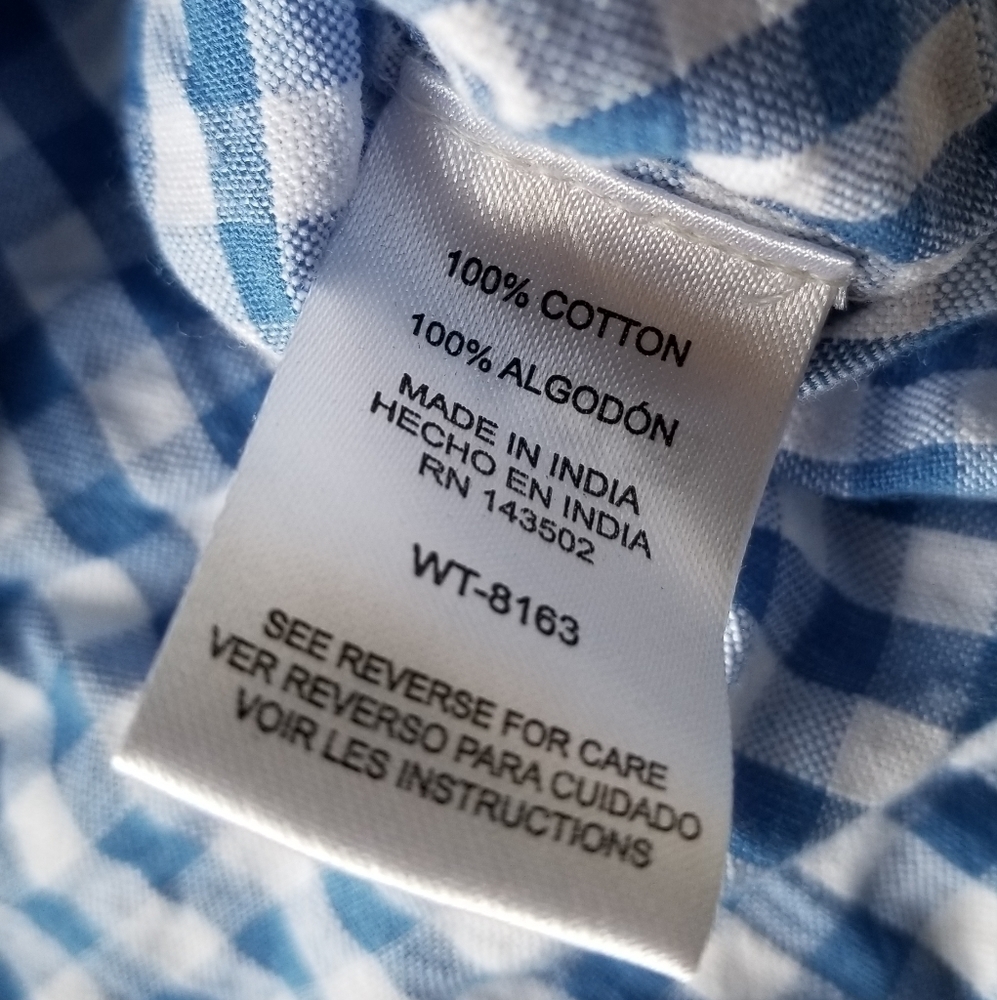 100% COTTON
100% ALGODÓN
MADE IN INDIA
HECHO EN INDIA
RN 143502
WT-8163
SEE REVERSE FOR CARE
VER REVERSO PARA CUIDADO
VOIR LES INSTRUCTIONS